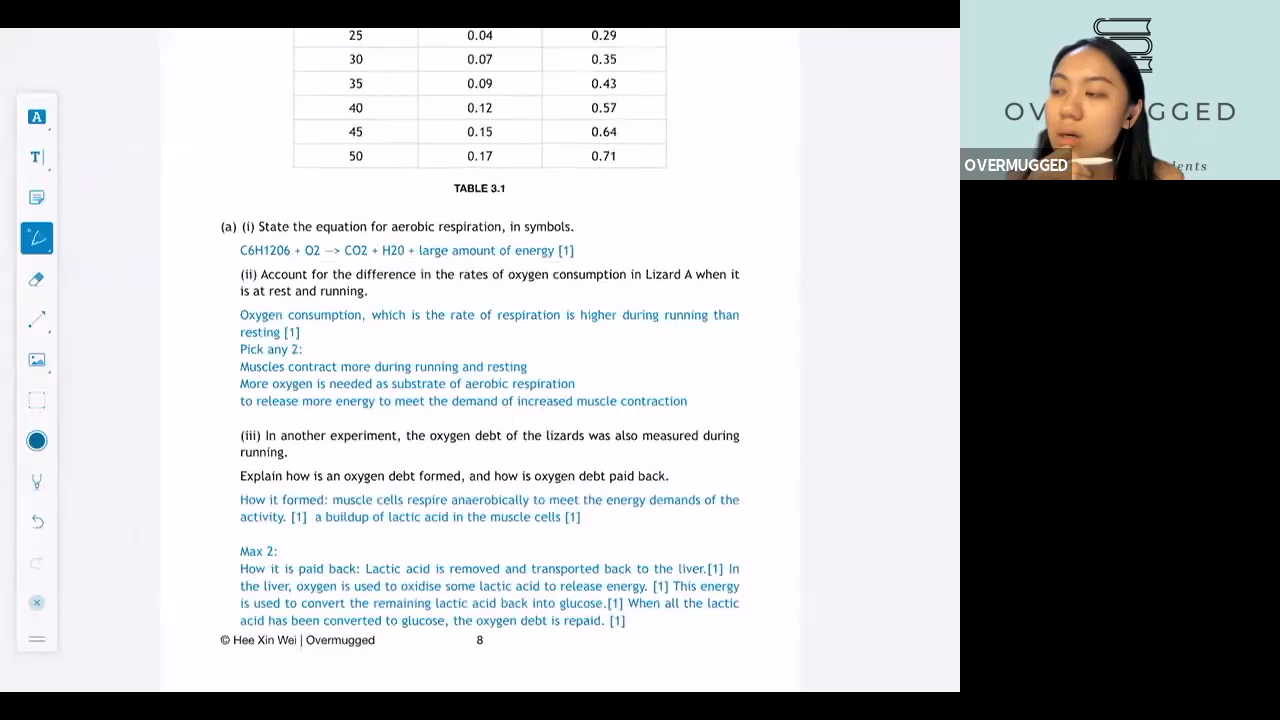 25 0.04 0.29
30 0.07 0.35
35 0.09 0.43
40 0.12 0.57
45 0.15 0.64
50 0.17 0.71
TABLE 3.1
(a) (i) State the equation for aerobic respiration, in symbols.
C6H1206 + O2 —> CO2 + H20 + large amount of energy [1]
(ii) Account for the difference in the rates of oxygen consumption in Lizard A when it
is at rest and running.
Oxygen consumption, which is the rate of respiration is higher during running than
resting [1]
Pick any 2:
Muscles contract more during running and resting
More oxygen is needed as substrate of aerobic respiration
to release more energy to meet the demand of increased muscle contraction
(iii) In another experiment, the oxygen debt of the lizards was also measured during
running.
Explain how is an oxygen debt formed, and how is oxygen debt paid back.
How it formed: muscle cells respire anaerobically to meet the energy demands of the
activity. [1] a buildup of lactic acid in the muscle cells [1]
Max 2:
How it is paid back: Lactic acid is removed and transported back to the liver.[1] In
the liver, oxygen is used to oxidise some lactic acid to release energy. [1] This energy
is used to convert the remaining lactic acid back into glucose.[1] When all the lactic
acid has been converted to glucose, the oxygen debt is repaid. [1]
© Hee Xin Wei | Overmugged 8
A
T
OV GGED
OVERMUGGED